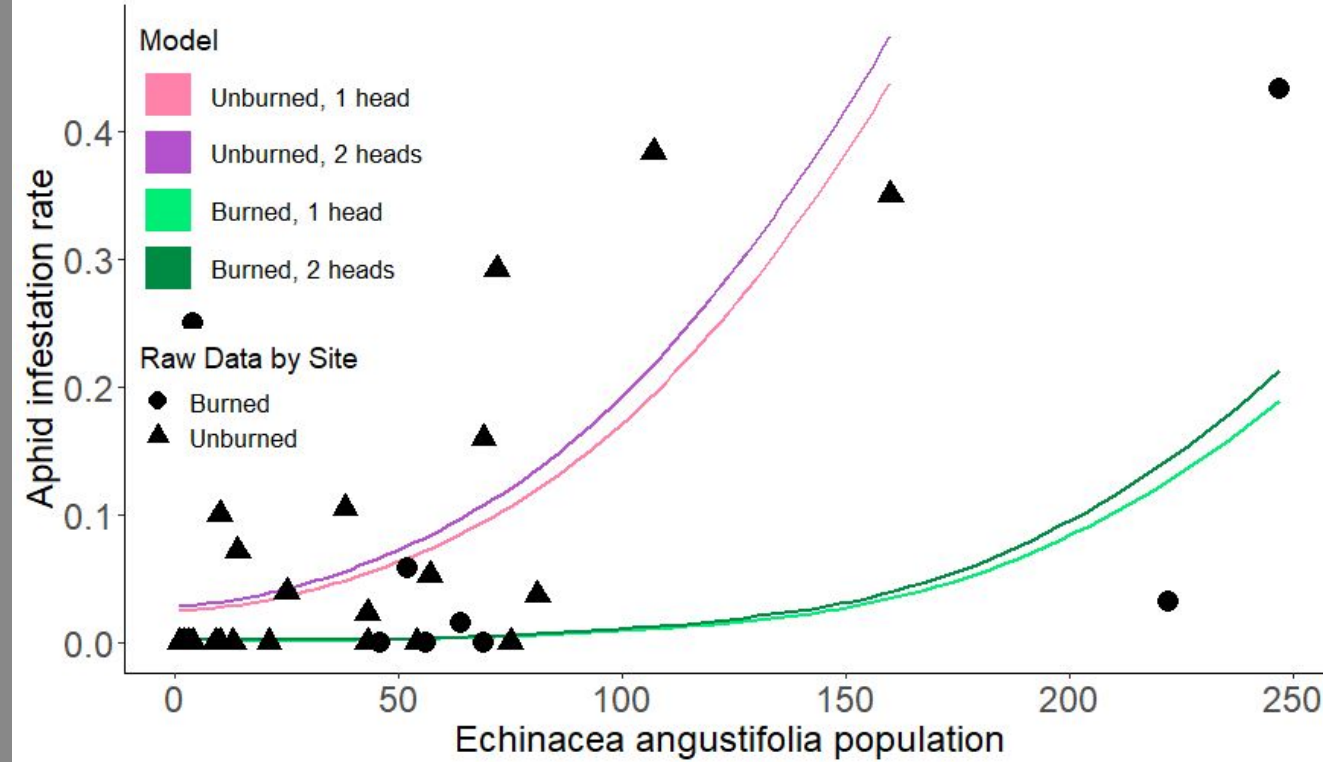 Model
Unburned, 1 head
Unburned, 2 heads
Burned, 1 head
Burned, 2 heads
Raw Data by Site
Burned
Unburned
Aphid infestation rate
0.4
0.3
0.2
0.1
0.0
0 50 100 150 200 250
Echinacea angustifolia population